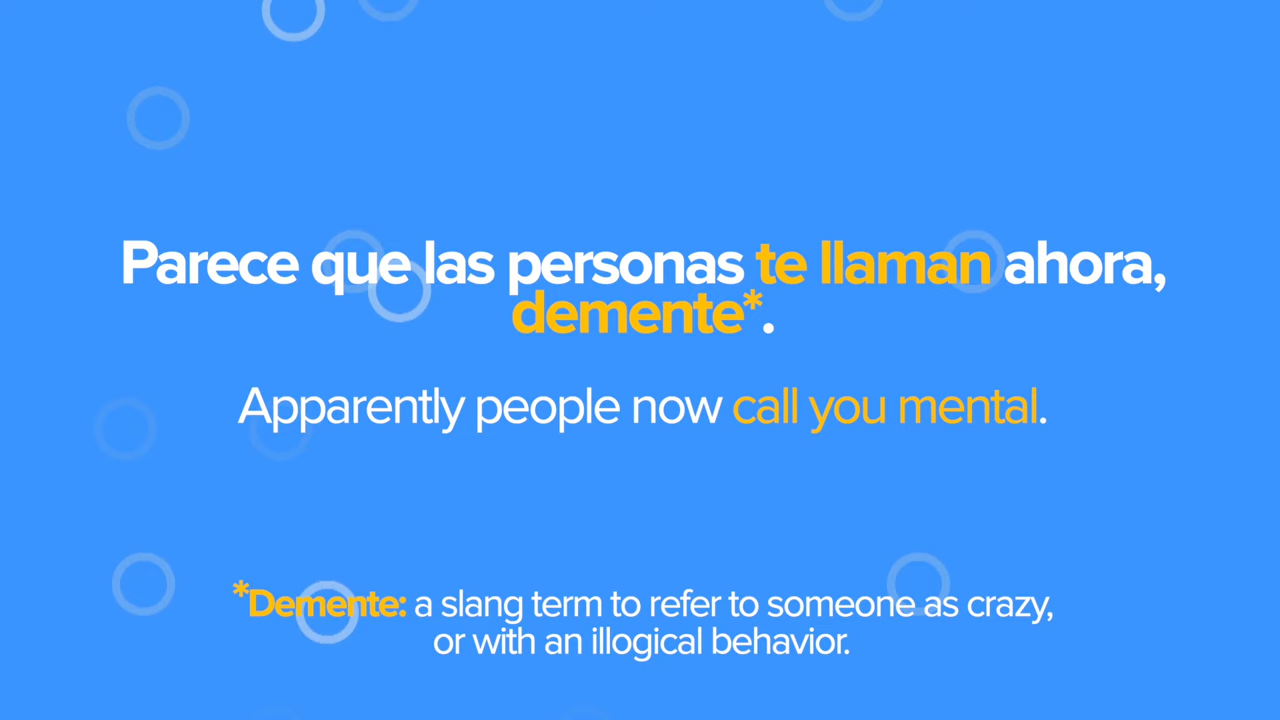 Parece que las personas te llaman ahora,
demente*.
Apparently people now call you mental.
*Demente: a slang term to refer to someone as crazy,
or with an illogical behavior.